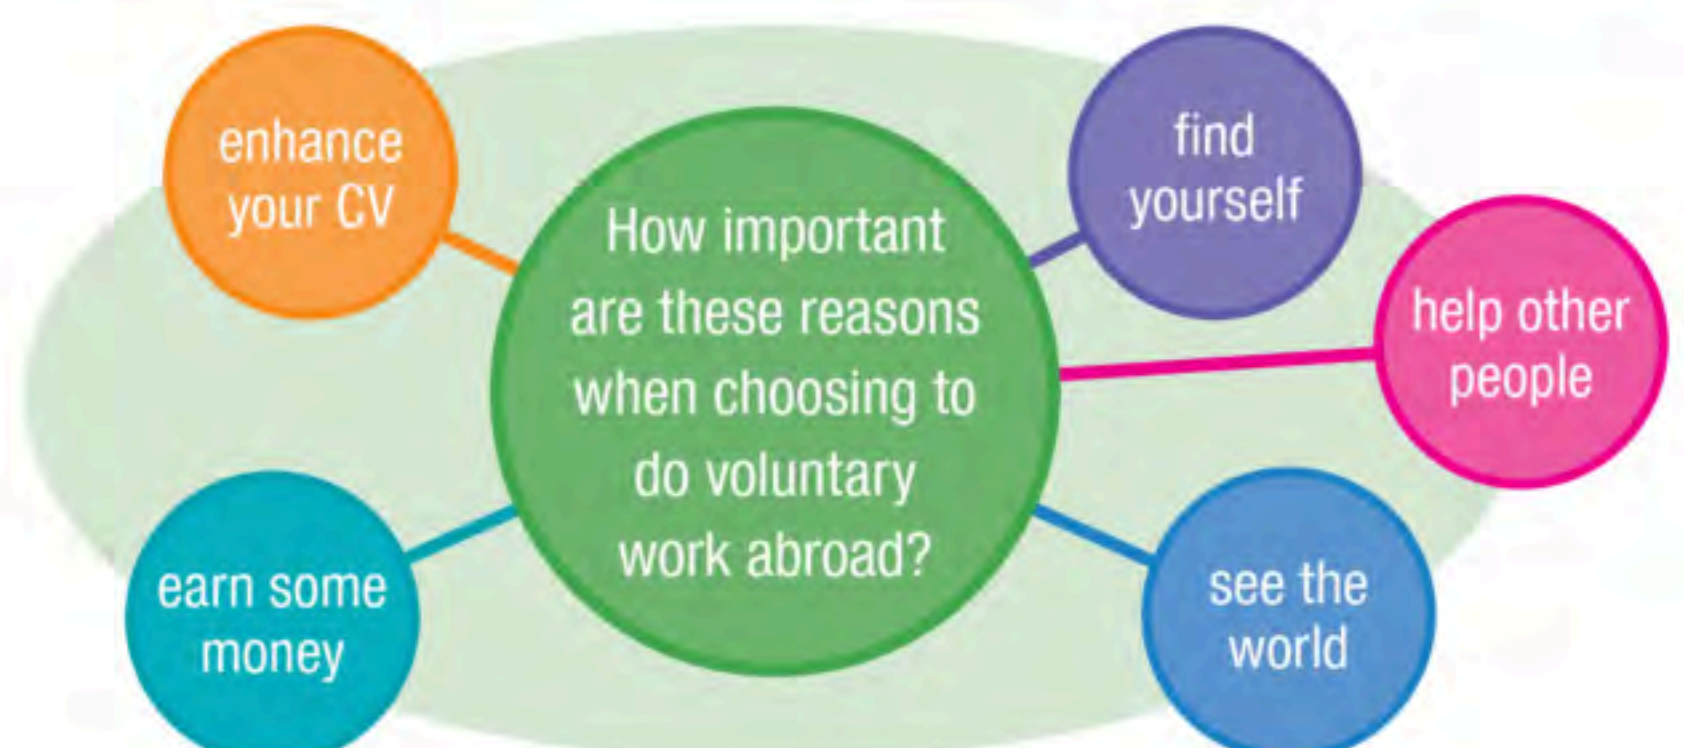 enhance
your CV
How important
are these reasons
when choosing to
do voluntary
work abroad?
find
yourself
help other
people
earn some
money
see the
world